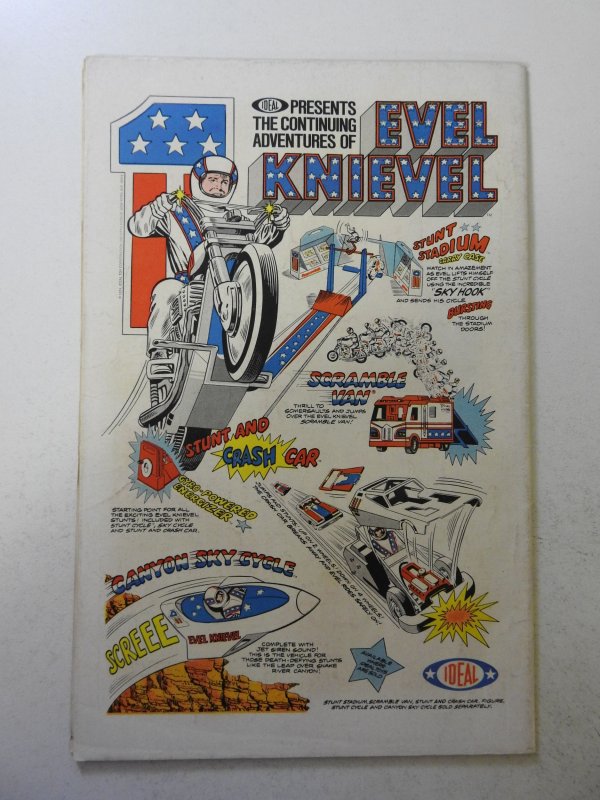 IDEAL PRESENTS
THE CONTINUING
ADVENTURES OF
EVEL
KNIEVEL
1
STUNT
STADIUM
CARRY CASE
WATCH IN AMAZEMENT
AS EVEL LIFTS HIMSELF
OFF THE STUNT CYCLE
USING THE INCREDIBLE
"SKY HOOK"
AND SENDS HIS CYCLE
BURSTING
THROUGH
THE STADIUM
DOORS!
SCRAMBLE
VAN
THRILL TO
SOMERSAULTS AND JUMPS
OVER THE EVEL KNIEVEL
SCRAMBLE VAN!
STUNT AND
CRASH CAR
GYRO-POWERED
ENERGIZER
STARTING POINT FOR ALL
THE EXCITING EVEL KNIEVEL
STUNTS! INCLUDED WITH
STUNT CYCLE, SKY CYCLE
AND STUNT AND CRASH CAR.
CANYON SKY CYCLE
SCREEE
EVEL KNIEVEL
COMPLETE WITH
JET SIREN SOUND!
THIS IS THE VEHICLE FOR
THOSE DEATH-DEFYING STUNTS
LIKE THE LEAP OVER SNAKE
RIVER CANYON!
AVAILABLE
WHERE
TOYS
ARE SOLD
IDEAL
STUNT STADIUM, SCRAMBLE VAN, STUNT AND CRASH CAR, FIGURE,
STUNT CYCLE AND CANYON SKY CYCLE SOLD SEPARATELY.